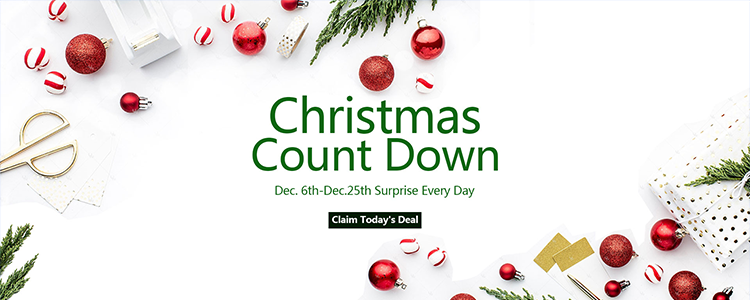 Christmas
Count Down
Dec. 6th-Dec.25th Surprise Every Day
Claim Today's Deal